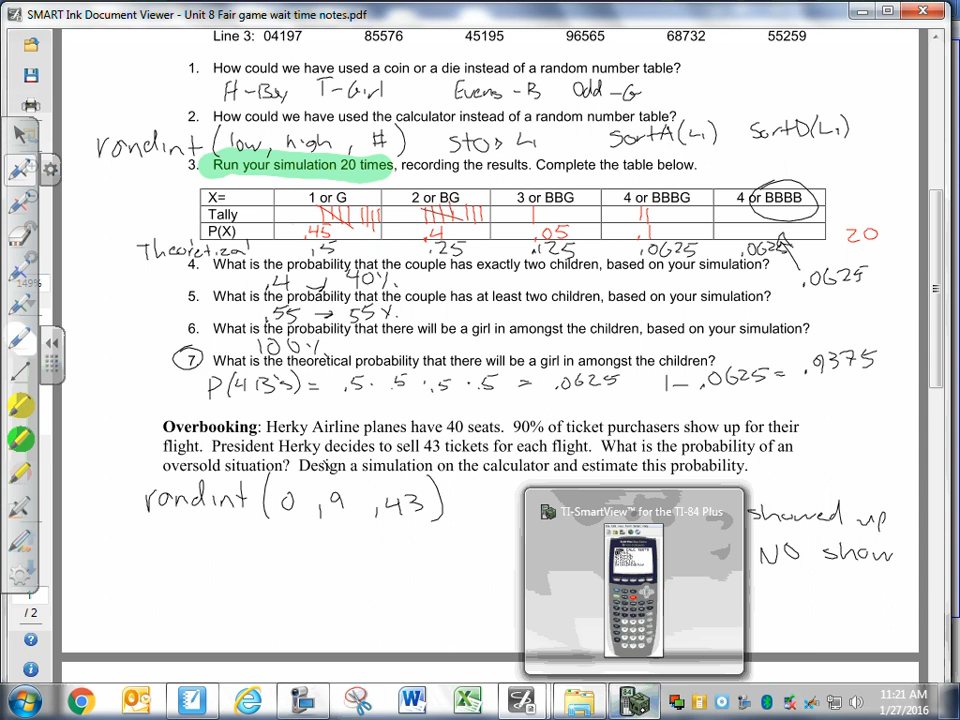 SMART Ink Document Viewer - Unit 8 Fair game wait time notes.pdf
Line 3: 04197 85576 45195 96565 68732 55259
1. How could we have used a coin or a die instead of a random number table?
H-Boy T-Girl Evens-B Odd-G
2. How could we have used the calculator instead of a random number table?
randint (low, high, #) sto> L1 SortA(L1) SortD(L1)
3. Run your simulation 20 times, recording the results. Complete the table below.
X= 1 or G 2 or BG 3 or BBG 4 or BBBG 4 or BBBB
Tally
P(X) .45 .4 .05 .1 20
Theoretical .5 .25 .125 .0625 .0625
4. What is the probability that the couple has exactly two children, based on your simulation?
.4 → 40%. .0625
5. What is the probability that the couple has at least two children, based on your simulation?
.55 → 55%.
6. What is the probability that there will be a girl in amongst the children, based on your simulation?
100%
7 What is the theoretical probability that there will be a girl in amongst the children?
P(4B's) = .5 . .5 . .5 . .5 = .0625 1 - .0625 = .9375
Overbooking: Herky Airline planes have 40 seats. 90% of ticket purchasers show up for their
flight. President Herky decides to sell 43 tickets for each flight. What is the probability of an
oversold situation? Design a simulation on the calculator and estimate this probability.
randint (0, 9, 43)
TI-SmartView™ for the TI-84 Plus
showed up
NO show
149%
1
/ 2
11:21 AM
1/27/2016